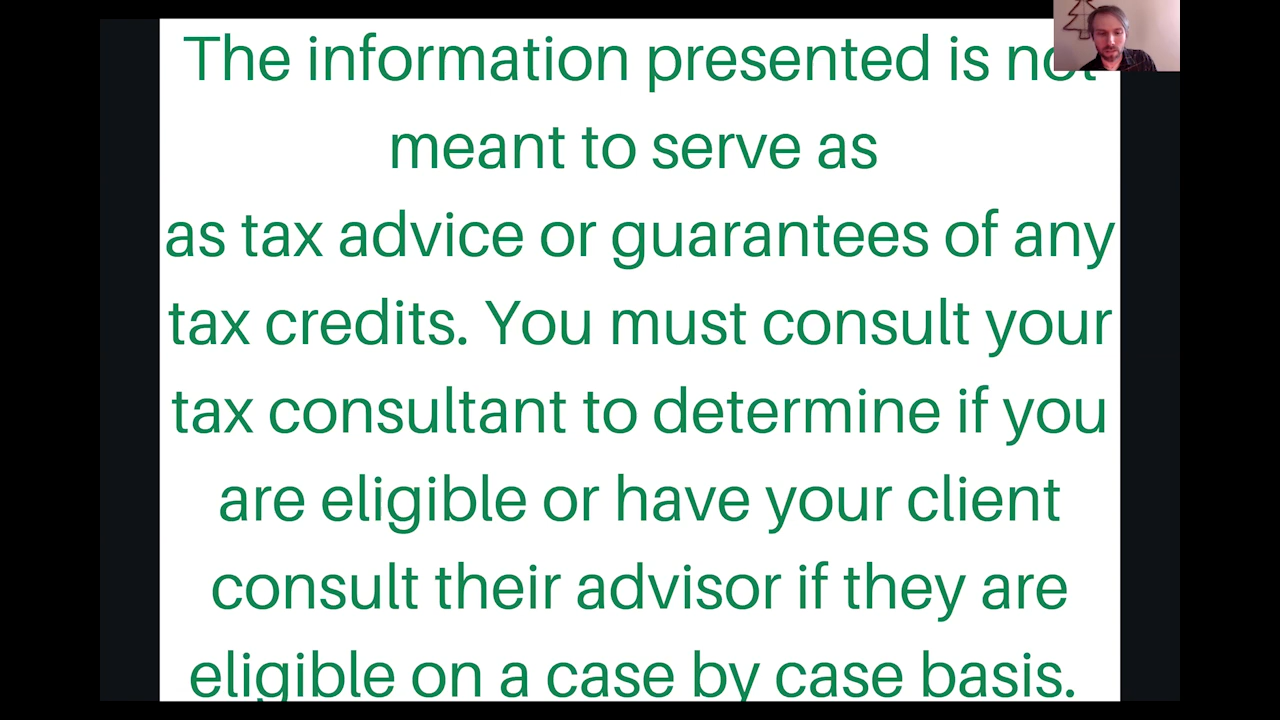 The information presented is not
meant to serve as
as tax advice or guarantees of any
tax credits. You must consult your
tax consultant to determine if you
are eligible or have your client
consult their advisor if they are
eligible on a case by case basis.